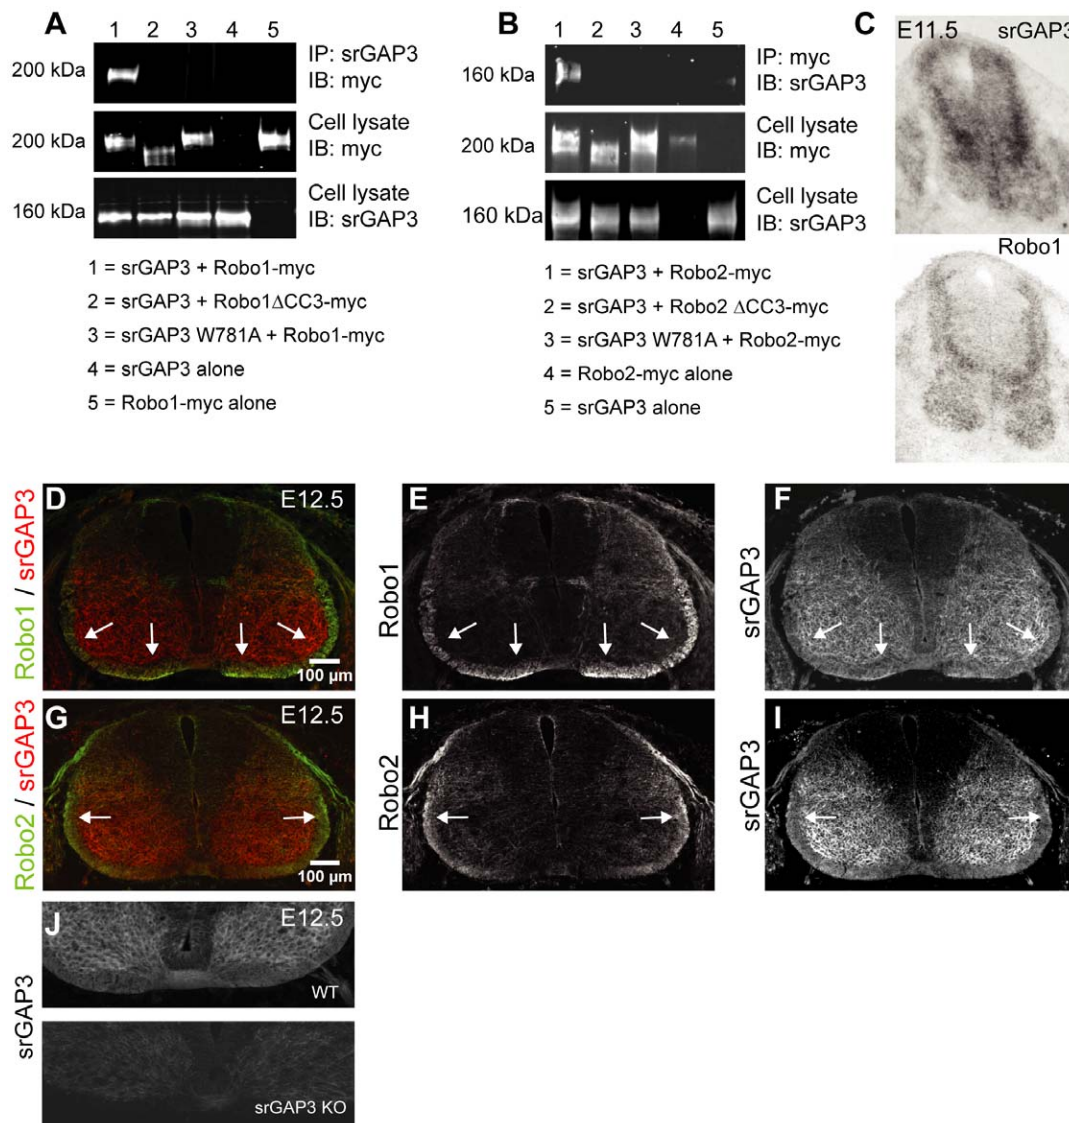 A
1 2 3 4 5
200 kDa
IP: srGAP3
IB: myc
200 kDa
Cell lysate
IB: myc
160 kDa
Cell lysate
IB: srGAP3
1 = srGAP3 + Robo1-myc
2 = srGAP3 + Robo1ΔCC3-myc
3 = srGAP3 W781A + Robo1-myc
4 = srGAP3 alone
5 = Robo1-myc alone
B
1 2 3 4 5
160 kDa
IP: myc
IB: srGAP3
200 kDa
Cell lysate
IB: myc
160 kDa
Cell lysate
IB: srGAP3
1 = srGAP3 + Robo2-myc
2 = srGAP3 + Robo2 ΔCC3-myc
3 = srGAP3 W781A + Robo2-myc
4 = Robo2-myc alone
5 = srGAP3 alone
C
E11.5 srGAP3
Robo1
Robo1 / srGAP3
D E12.5
100 µm
Robo1
E
srGAP3
F
Robo2 / srGAP3
G E12.5
100 µm
Robo2
H
srGAP3
I
srGAP3
J E12.5
WT
srGAP3 KO